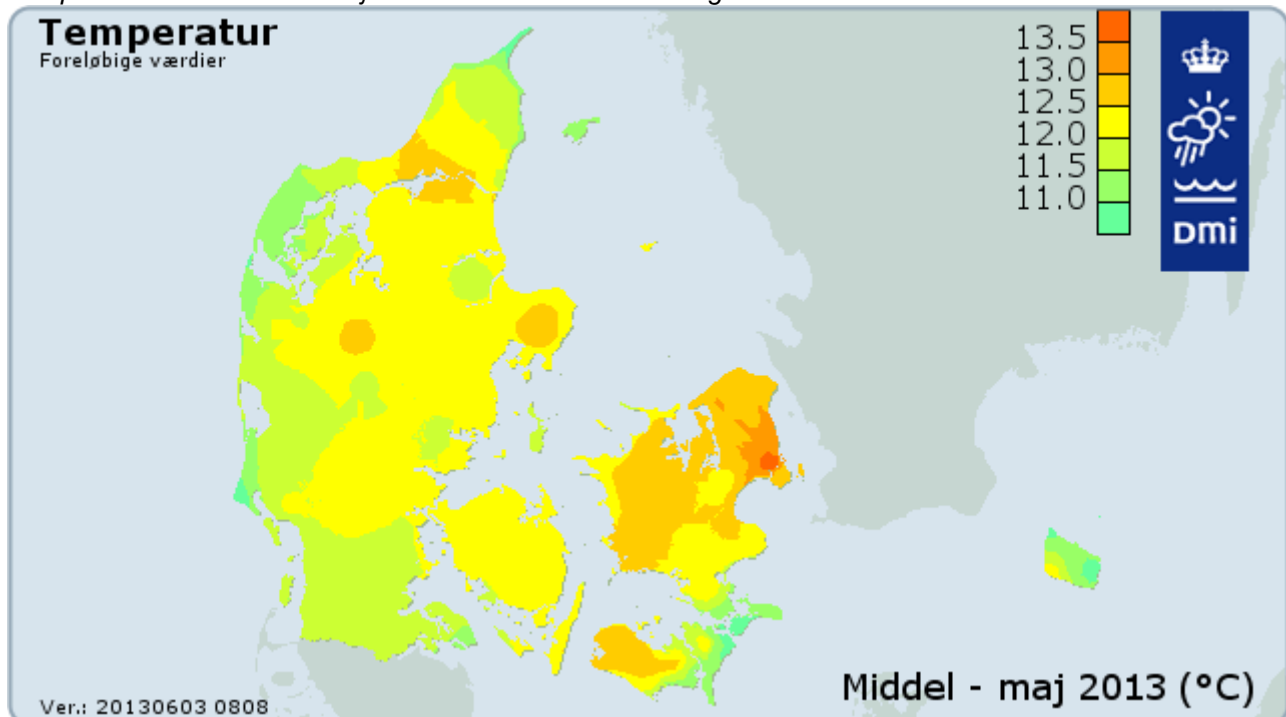 Temperatur
Foreløbige værdier
13.5
13.0
12.5
12.0
11.5
11.0
DMi
Middel - maj 2013 (°C)
Ver.: 20130603 0808